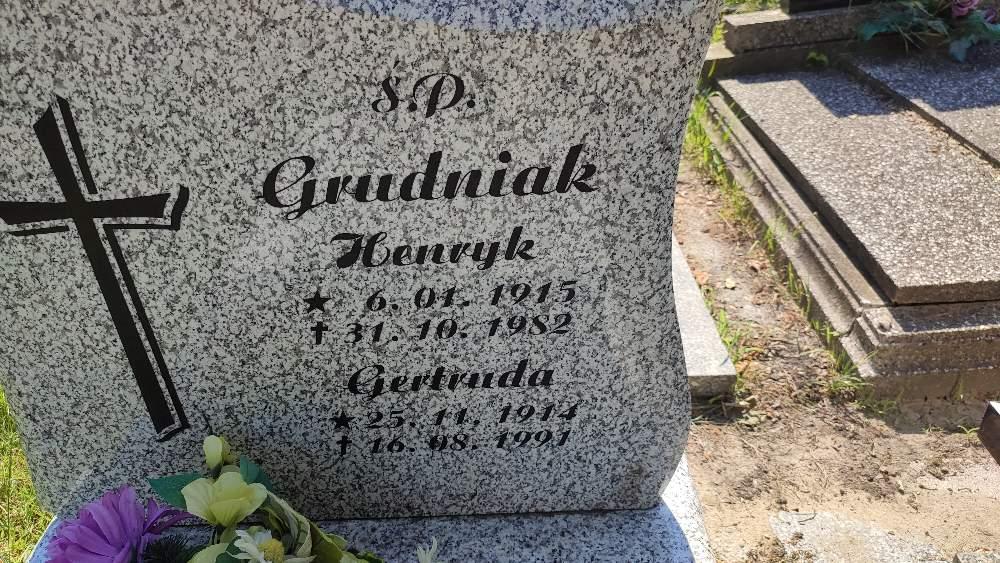 Ś.P.
Grudniak
Henryk
★ 6. 01. 1915
✝ 31. 10. 1982
Gertruda
★ 25. 11. 1914
✝ 16. 08. 1991